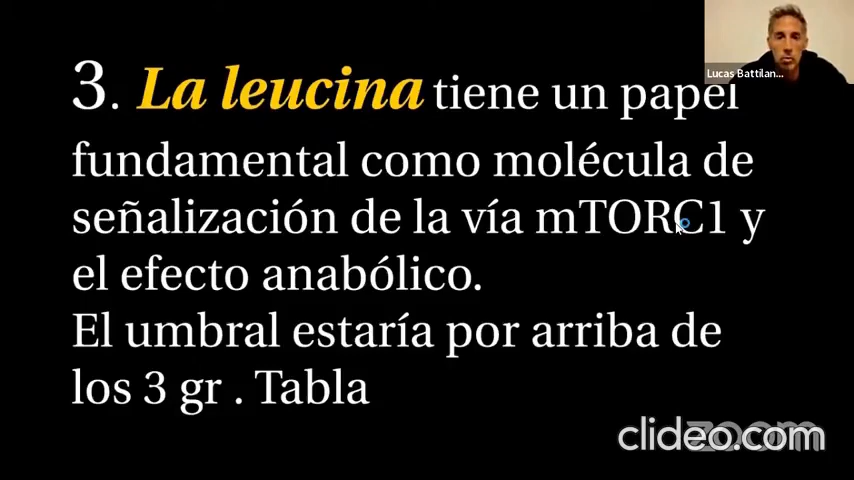 3. La leucina tiene un papel
fundamental como molécula de
señalización de la vía mTORC1 y
el efecto anabólico.
El umbral estaría por arriba de
los 3 gr . Tabla
Lucas Battilan...
clideo.com
zoom